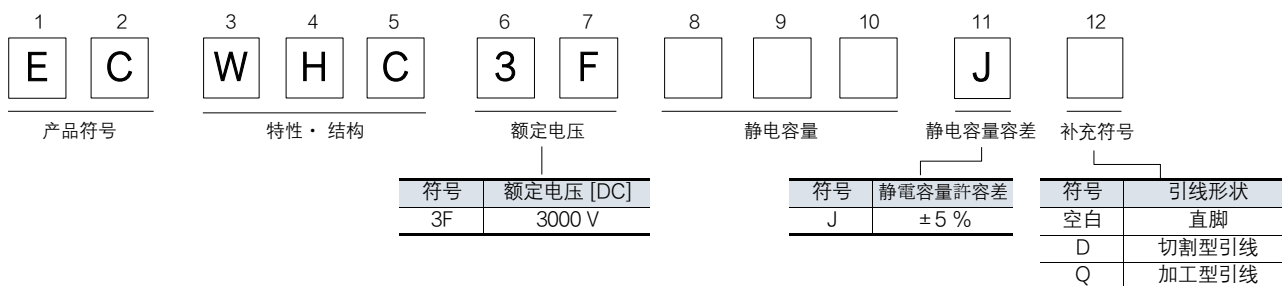 1 2 3 4 5 6 7 8 9 10 11 12
E C W H C 3 F J
产品符号 特性・结构 额定电压 静电容量 静电容量容差 补充符号
符号 额定电压 [DC] 符号 静電容量許容差 符号 引线形状
3F 3000 V J ±5 % 空白 直脚
D 切割型引线
Q 加工型引线